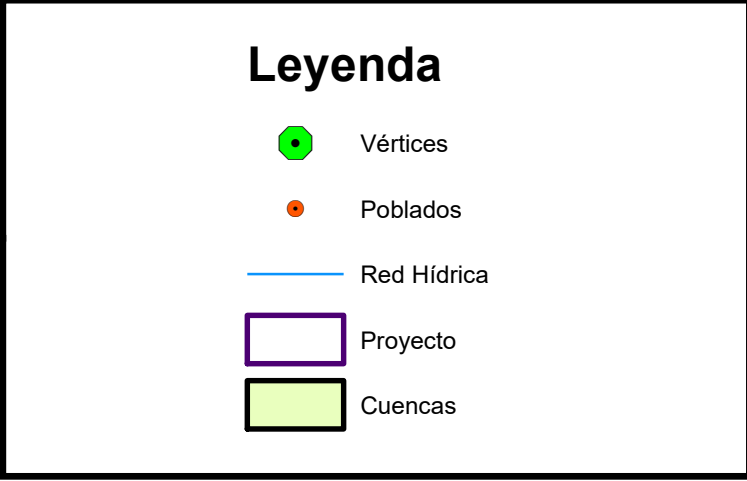 Leyenda
Vértices
Poblados
Red Hídrica
Proyecto
Cuencas